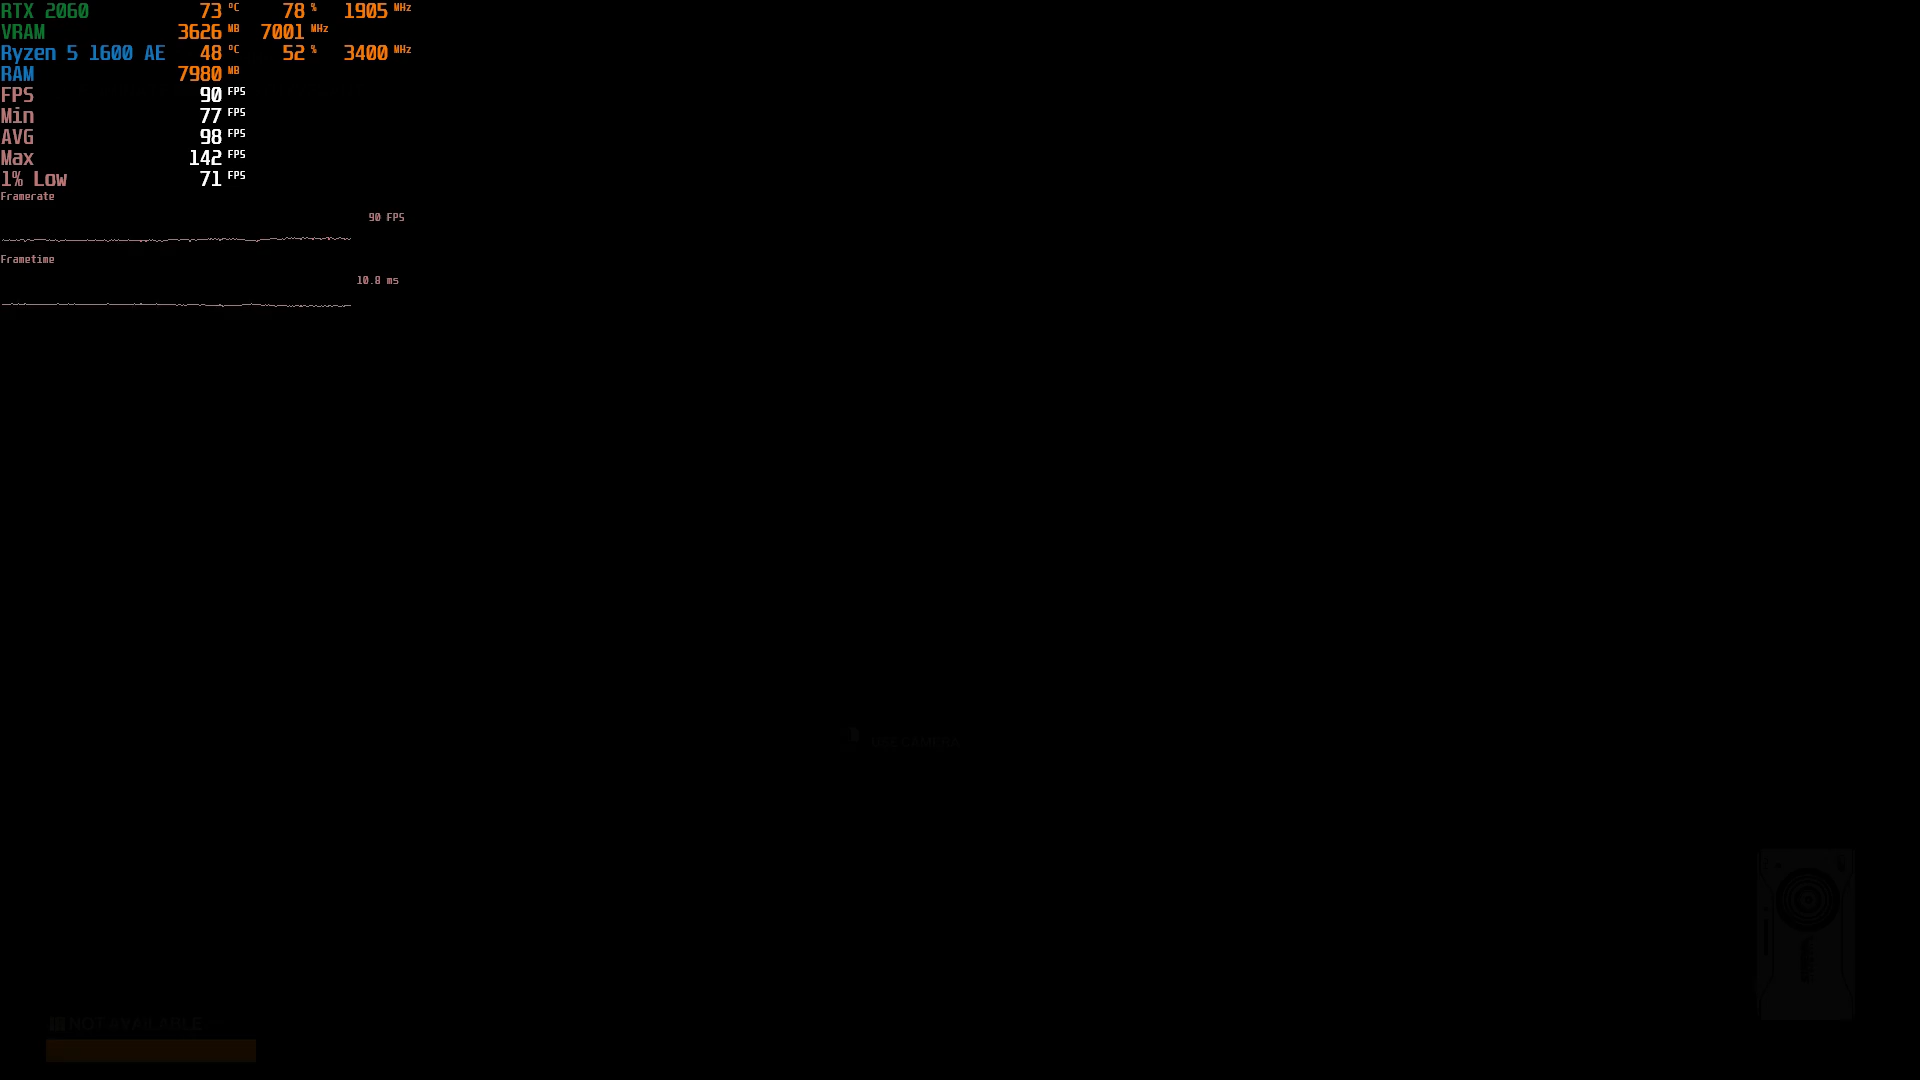 RTX 2060 73 °C 78 % 1905 MHz
VRAM 3626 MB 7001 MHz
Ryzen 5 1600 AE 48 °C 52 % 3400 MHz
RAM 7980 MB
FPS 90 FPS
Min 77 FPS
AVG 98 FPS
Max 142 FPS
1% Low 71 FPS
Framerate
90 FPS
Frametime
10.8 ms
USE CAMERA
NOT AVAILABLE